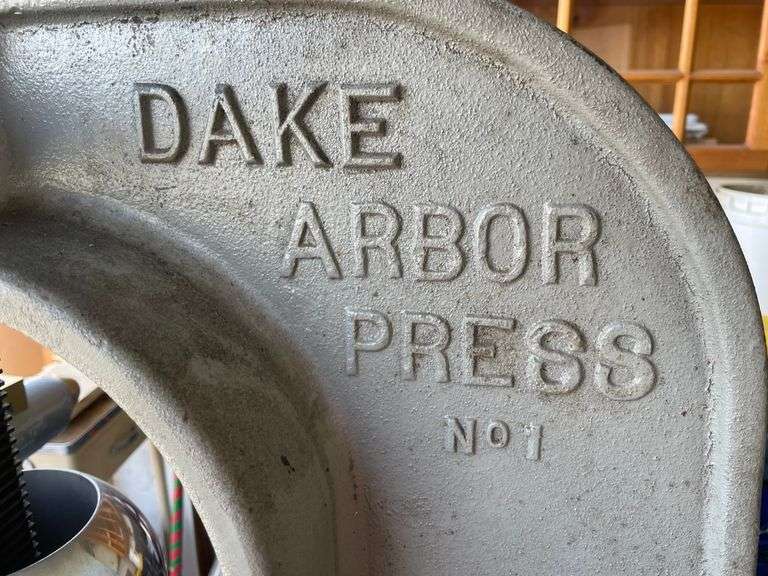 DAKE
ARBOR
PRESS
No 1